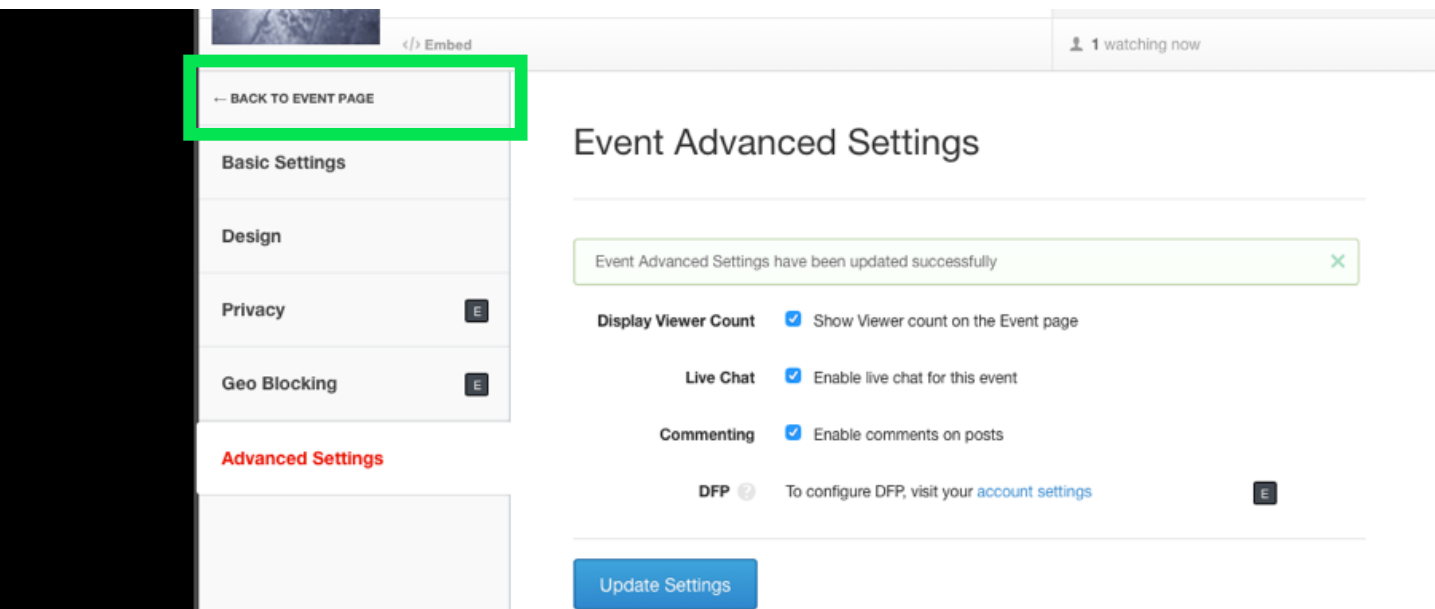 </> Embed
1 watching now
← BACK TO EVENT PAGE
Basic Settings
Design
Privacy E
Geo Blocking E
Advanced Settings
Event Advanced Settings
Event Advanced Settings have been updated successfully ×
Display Viewer Count Show Viewer count on the Event page
Live Chat Enable live chat for this event
Commenting Enable comments on posts
DFP ? To configure DFP, visit your account settings E
Update Settings